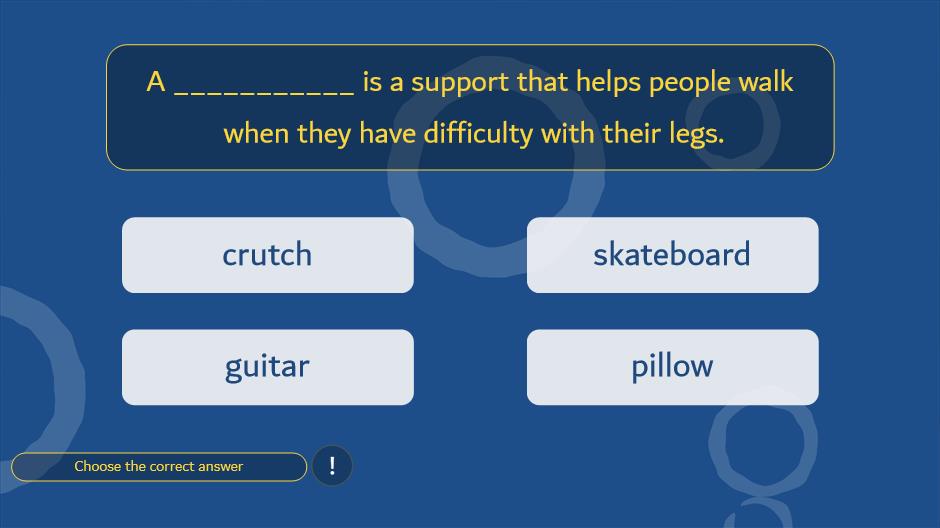 A ___________ is a support that helps people walk
when they have difficulty with their legs.
crutch
skateboard
guitar
pillow
Choose the correct answer
!